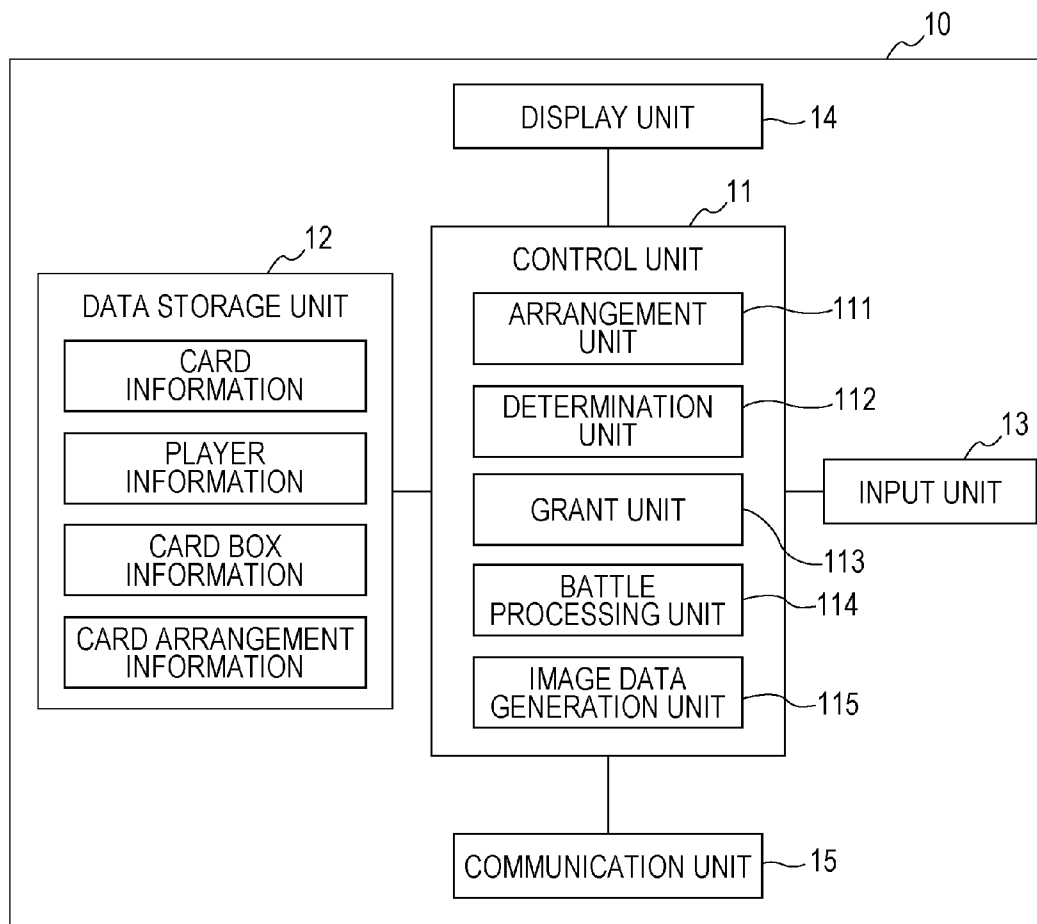 10
DISPLAY UNIT
14
11
CONTROL UNIT
ARRANGEMENT
UNIT
111
DETERMINATION
UNIT
112
GRANT UNIT
113
BATTLE
PROCESSING UNIT
114
IMAGE DATA
GENERATION UNIT
115
12
DATA STORAGE UNIT
CARD
INFORMATION
PLAYER
INFORMATION
CARD BOX
INFORMATION
CARD ARRANGEMENT
INFORMATION
13
INPUT UNIT
COMMUNICATION UNIT
15